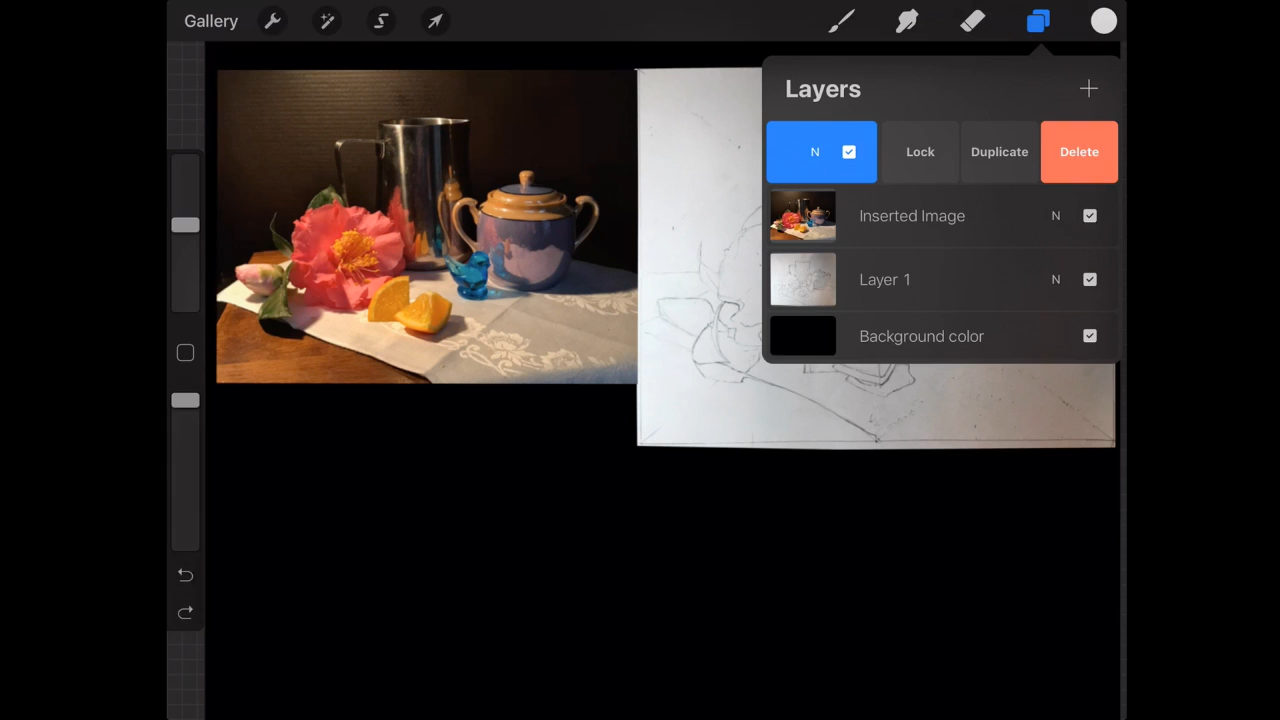 Gallery
Layers
N Lock Duplicate Delete
Inserted Image N
Layer 1 N
Background color